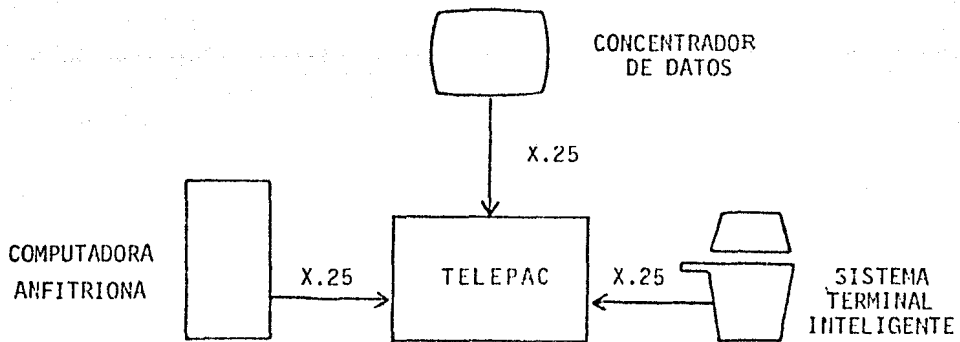 CONCENTRADOR
DE DATOS
X.25
COMPUTADORA
ANFITRIONA
X.25
TELEPAC
X.25
SISTEMA
TERMINAL
INTELIGENTE